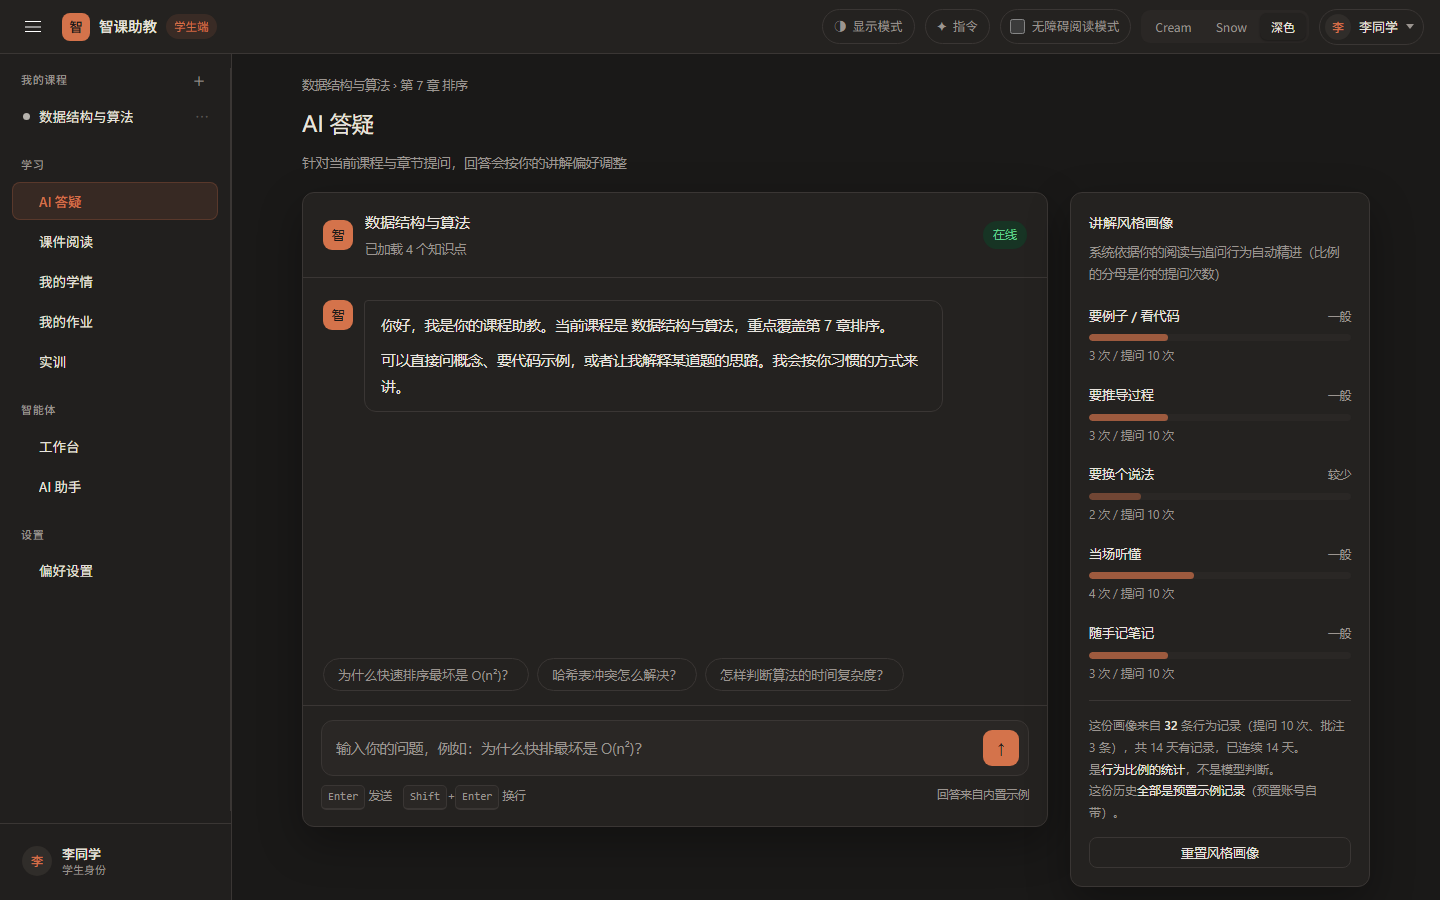 智 智课助教 学生端
显示模式 指令 无障碍阅读模式 Cream Snow 深色 李 李同学
我的课程 +
数据结构与算法 ···
学习
AI 答疑
课件阅读
我的学情
我的作业
实训
智能体
工作台
AI 助手
设置
偏好设置
李 李同学
学生身份
数据结构与算法 › 第 7 章 排序
AI 答疑
针对当前课程与章节提问，回答会按你的讲解偏好调整
智 数据结构与算法
已加载 4 个知识点
在线
智
你好，我是你的课程助教。当前课程是 数据结构与算法，重点覆盖第 7 章排序。
可以直接问概念、要代码示例，或者让我解释某道题的思路。我会按你习惯的方式来
讲。
为什么快速排序最坏是 O(n²)？ 哈希表冲突怎么解决？ 怎样判断算法的时间复杂度？
输入你的问题，例如：为什么快排最坏是 O(n²)？ ↑
Enter 发送 Shift + Enter 换行 回答来自内置示例
讲解风格画像
系统依据你的阅读与追问行为自动精进（比例
的分母是你的提问次数）
要例子 / 看代码 一般
3 次 / 提问 10 次
要推导过程 一般
3 次 / 提问 10 次
要换个说法 较少
2 次 / 提问 10 次
当场听懂 一般
4 次 / 提问 10 次
随手记笔记 一般
3 次 / 提问 10 次
这份画像来自 32 条行为记录（提问 10 次、批注
3 条），共 14 天有记录，已连续 14 天。
是行为比例的统计，不是模型判断。
这份历史全部是预置示例记录（预置账号自
带）。
重置风格画像